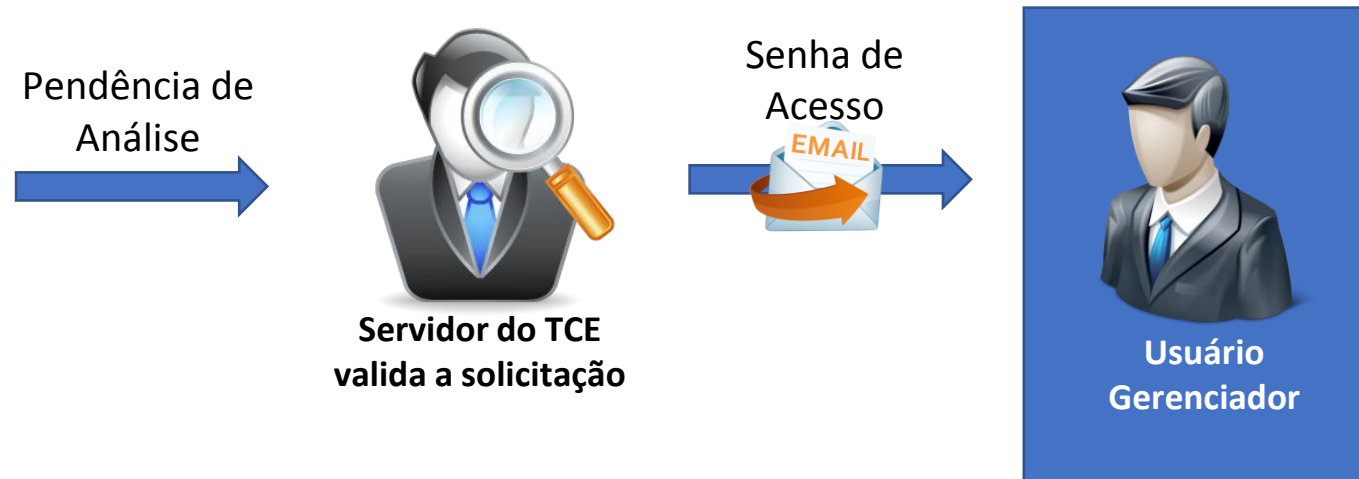 Pendência de
Análise
Servidor do TCE
valida a solicitação
Senha de
Acesso
EMAIL
Usuário
Gerenciador